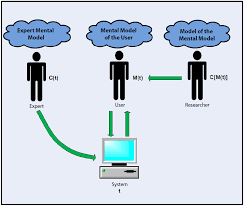 Expert Mental
Model
Mental Model
of the User
Model of the
Mental Model
C(t)
M(t)
C[M(t)]
Expert
User
Researcher
System
t